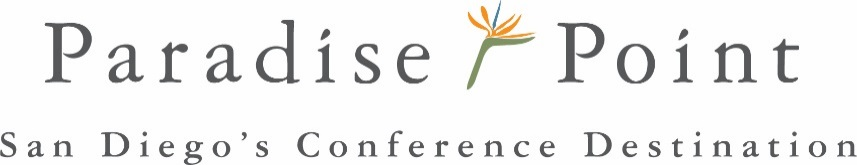 Paradise Point
San Diego's Conference Destination